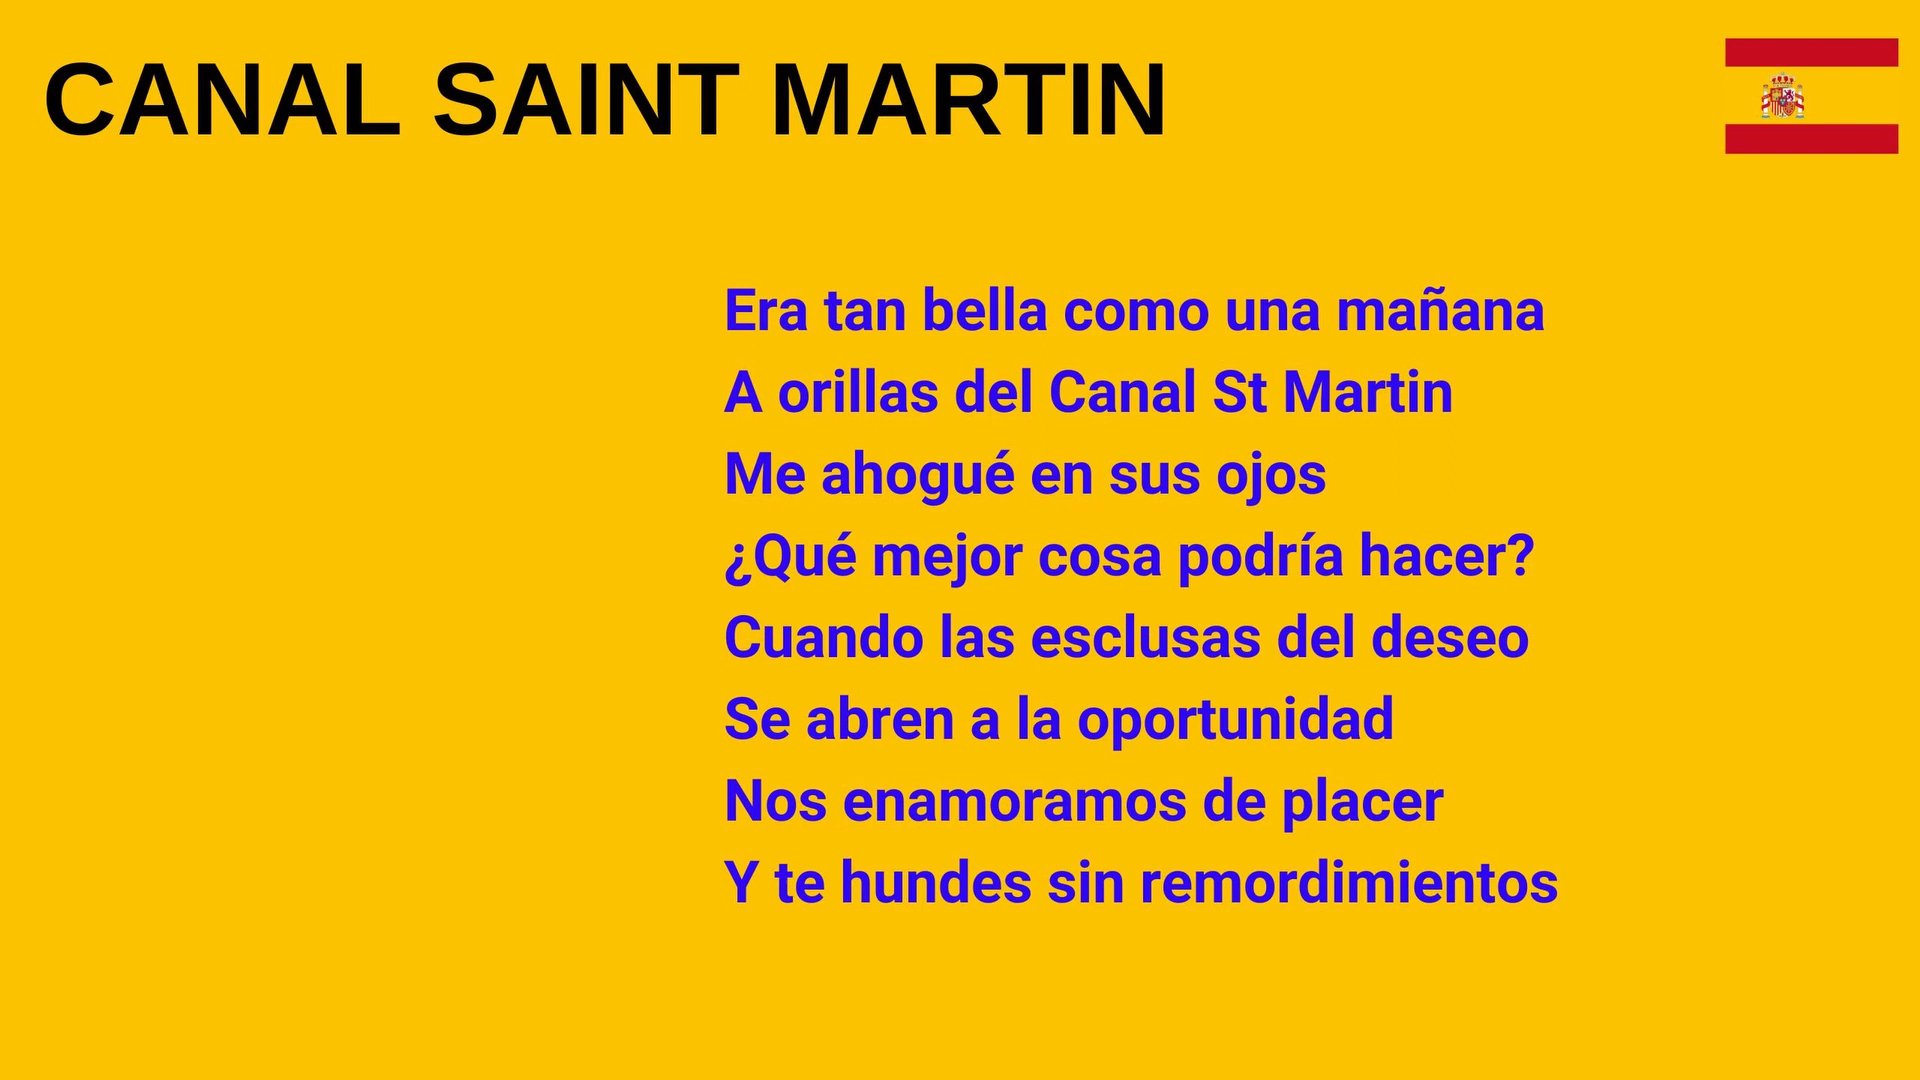 CANAL SAINT MARTIN
Era tan bella como una mañana
A orillas del Canal St Martin
Me ahogué en sus ojos
¿Qué mejor cosa podría hacer?
Cuando las esclusas del deseo
Se abren a la oportunidad
Nos enamoramos de placer
Y te hundes sin remordimientos